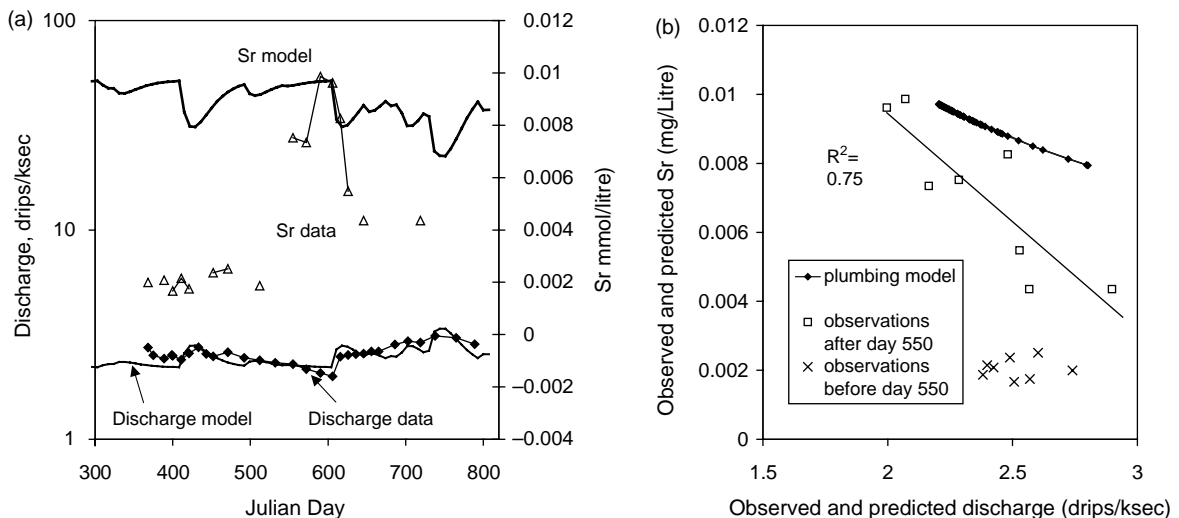 (a)
100
10
1
Discharge, drips/ksec
Sr model
Sr data
Discharge model
Discharge data
0.012
0.010
0.008
0.006
0.004
0.002
0
–0.002
–0.004
Sr mmol/litre
300 400 500 600 700 800
Julian Day
(b)
0.012
0.010
0.008
0.006
0.004
0.002
0
Observed and predicted Sr (mg/Litre)
R2=
0.75
plumbing model
observations
after day 550
observations
before day 550
1.5 2 2.5 3
Observed and predicted discharge (drips/ksec)